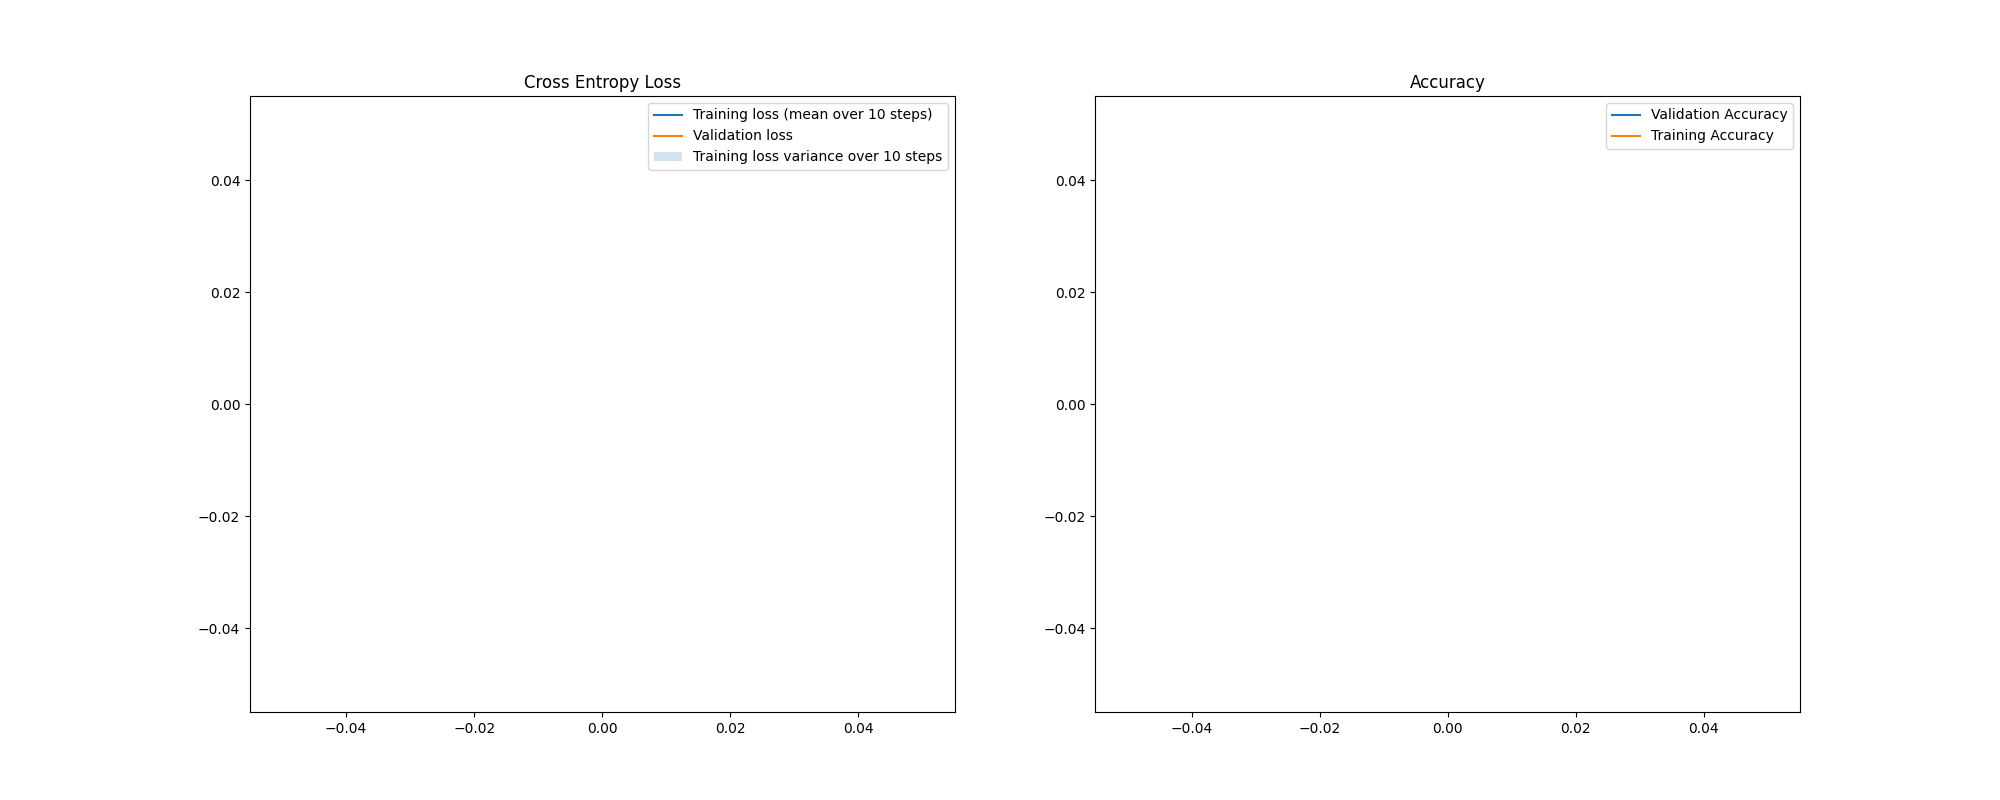 Cross Entropy Loss
Training loss (mean over 10 steps)
Validation loss
Training loss variance over 10 steps
0.04
0.02
0.00
−0.02
−0.04
−0.04 −0.02 0.00 0.02 0.04
Accuracy
Validation Accuracy
Training Accuracy
0.04
0.02
0.00
−0.02
−0.04
−0.04 −0.02 0.00 0.02 0.04